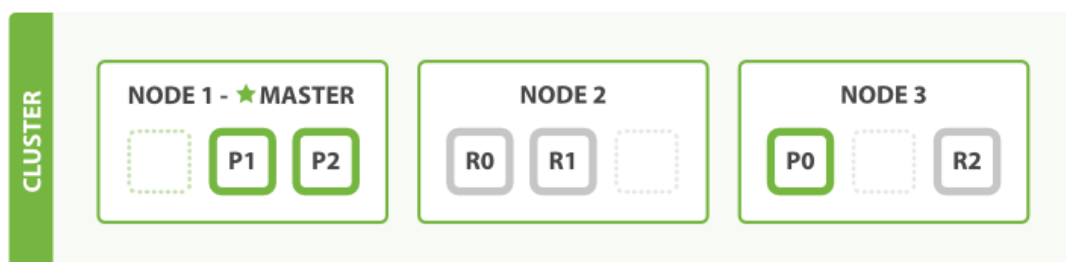 CLUSTER
NODE 1 - ★ MASTER
P1 P2
NODE 2
R0 R1
NODE 3
P0 R2